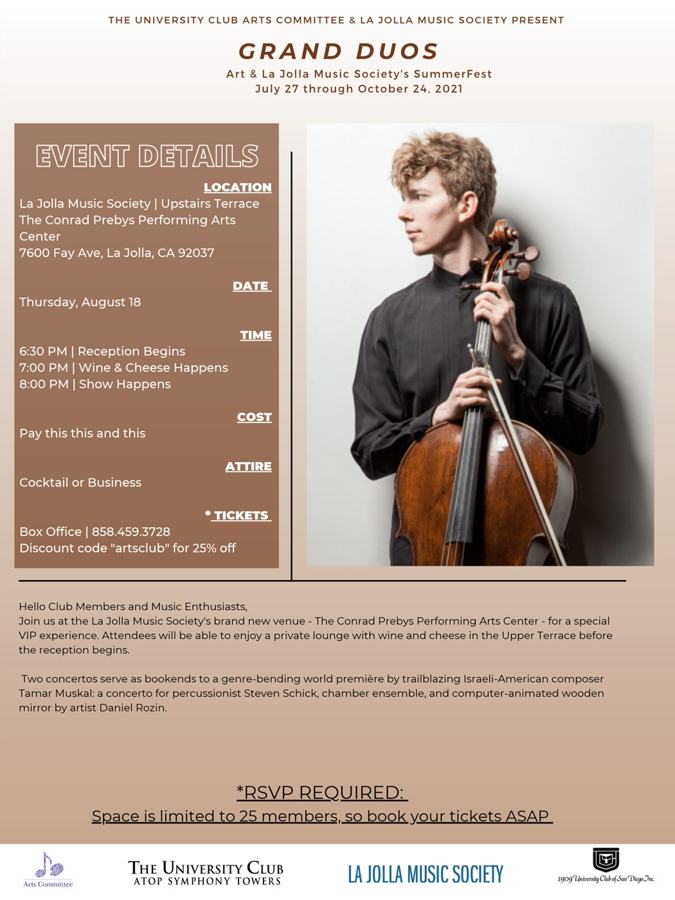 THE UNIVERSITY CLUB ARTS COMMITTEE & LA JOLLA MUSIC SOCIETY PRESENT
GRAND DUOS
Art & La Jolla Music Society's SummerFest
July 27 through October 24, 2021
EVENT DETAILS
LOCATION
La Jolla Music Society | Upstairs Terrace
The Conrad Prebys Performing Arts
Center
7600 Fay Ave, La Jolla, CA 92037
DATE
Thursday, August 18
TIME
6:30 PM | Reception Begins
7:00 PM | Wine & Cheese Happens
8:00 PM | Show Happens
COST
Pay this this and this
ATTIRE
Cocktail or Business
* TICKETS
Box Office | 858.459.3728
Discount code "artsclub" for 25% off
Hello Club Members and Music Enthusiasts,
Join us at the La Jolla Music Society's brand new venue - The Conrad Prebys Performing Arts Center - for a special
VIP experience. Attendees will be able to enjoy a private lounge with wine and cheese in the Upper Terrace before
the reception begins.
Two concertos serve as bookends to a genre-bending world première by trailblazing Israeli-American composer
Tamar Muskal: a concerto for percussionist Steven Schick, chamber ensemble, and computer-animated wooden
mirror by artist Daniel Rozin.
*RSVP REQUIRED:
Space is limited to 25 members, so book your tickets ASAP
Arts Committee
THE UNIVERSITY CLUB
ATOP SYMPHONY TOWERS
LA JOLLA MUSIC SOCIETY
1909 University Club of San Diego Inc.